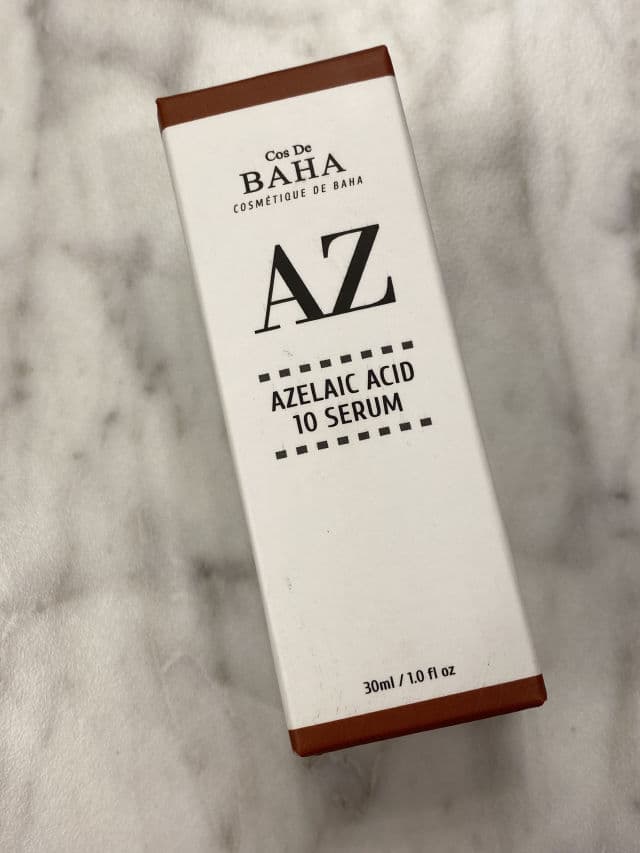 Cos De
BAHA
COSMÉTIQUE DE BAHA
AZ
AZELAIC ACID
10 SERUM
30ml / 1.0 fl oz